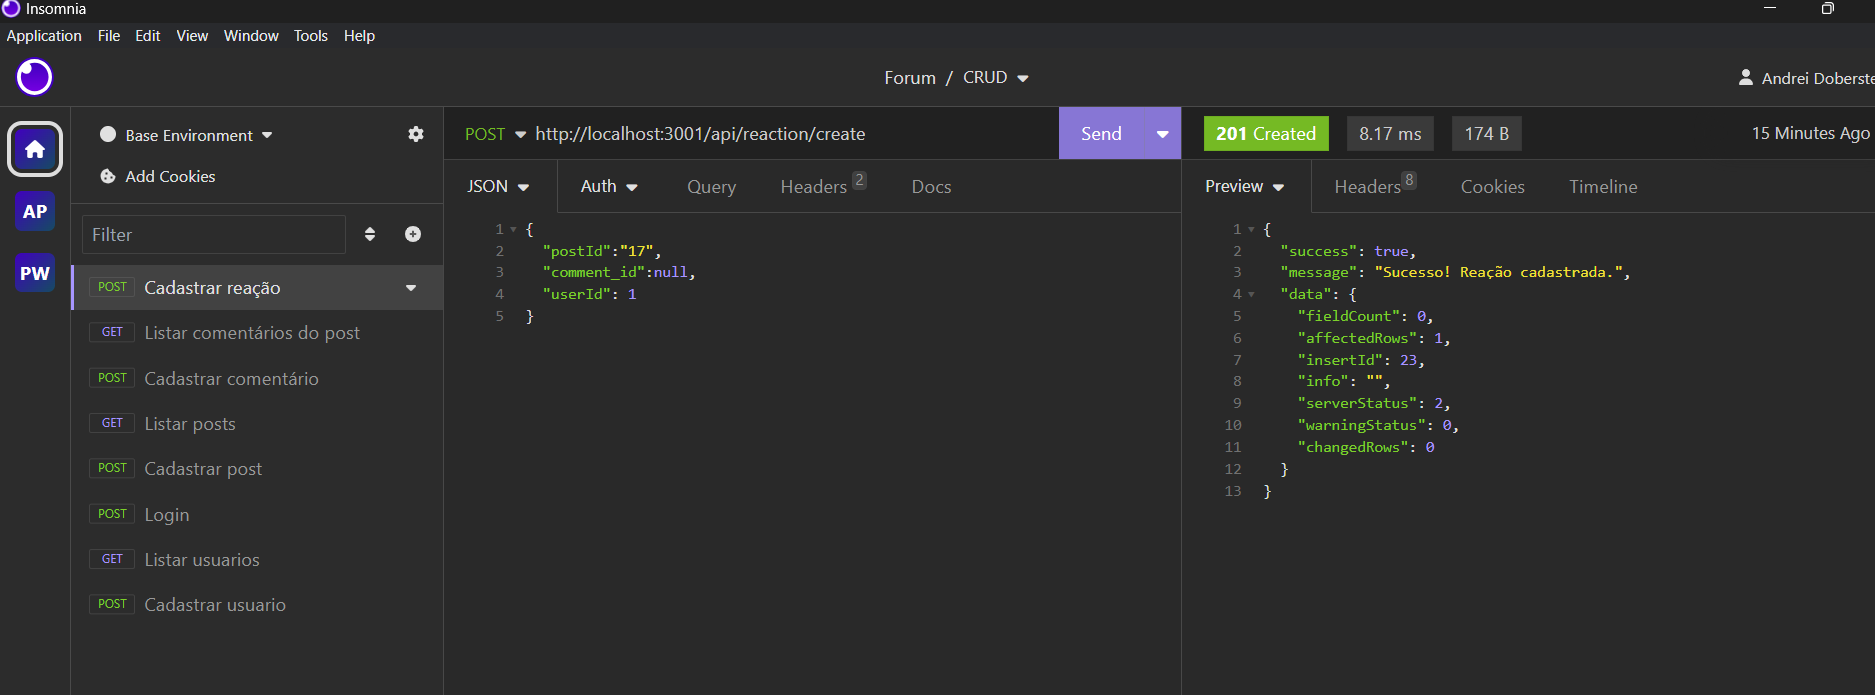 Insomnia
Application File Edit View Window Tools Help
Forum / CRUD
Andrei Doberste
Base Environment
Add Cookies
AP
PW
Filter
POST Cadastrar reação
GET Listar comentários do post
POST Cadastrar comentário
GET Listar posts
POST Cadastrar post
POST Login
GET Listar usuarios
POST Cadastrar usuario
POST http://localhost:3001/api/reaction/create Send
JSON Auth Query Headers 2 Docs
1 {
2 "postId":"17",
3 "comment_id":null,
4 "userId": 1
5 }
201 Created 8.17 ms 174 B 15 Minutes Ago
Preview Headers 8 Cookies Timeline
1 {
2 "success": true,
3 "message": "Sucesso! Reação cadastrada.",
4 "data": {
5 "fieldCount": 0,
6 "affectedRows": 1,
7 "insertId": 23,
8 "info": "",
9 "serverStatus": 2,
10 "warningStatus": 0,
11 "changedRows": 0
12 }
13 }